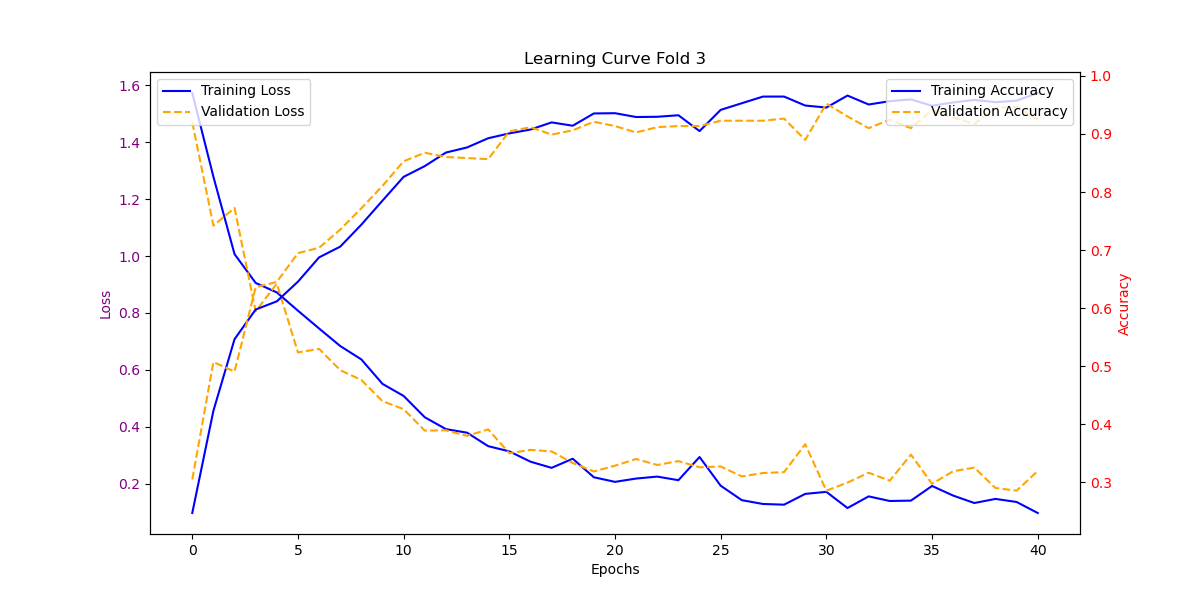 Learning Curve Fold 3
Training Loss
Validation Loss
Training Accuracy
Validation Accuracy
Loss
1.6
1.4
1.2
1.0
0.8
0.6
0.4
0.2
1.0
0.9
0.8
0.7
0.6
0.5
0.4
0.3
Accuracy
0 5 10 15 20 25 30 35 40
Epochs